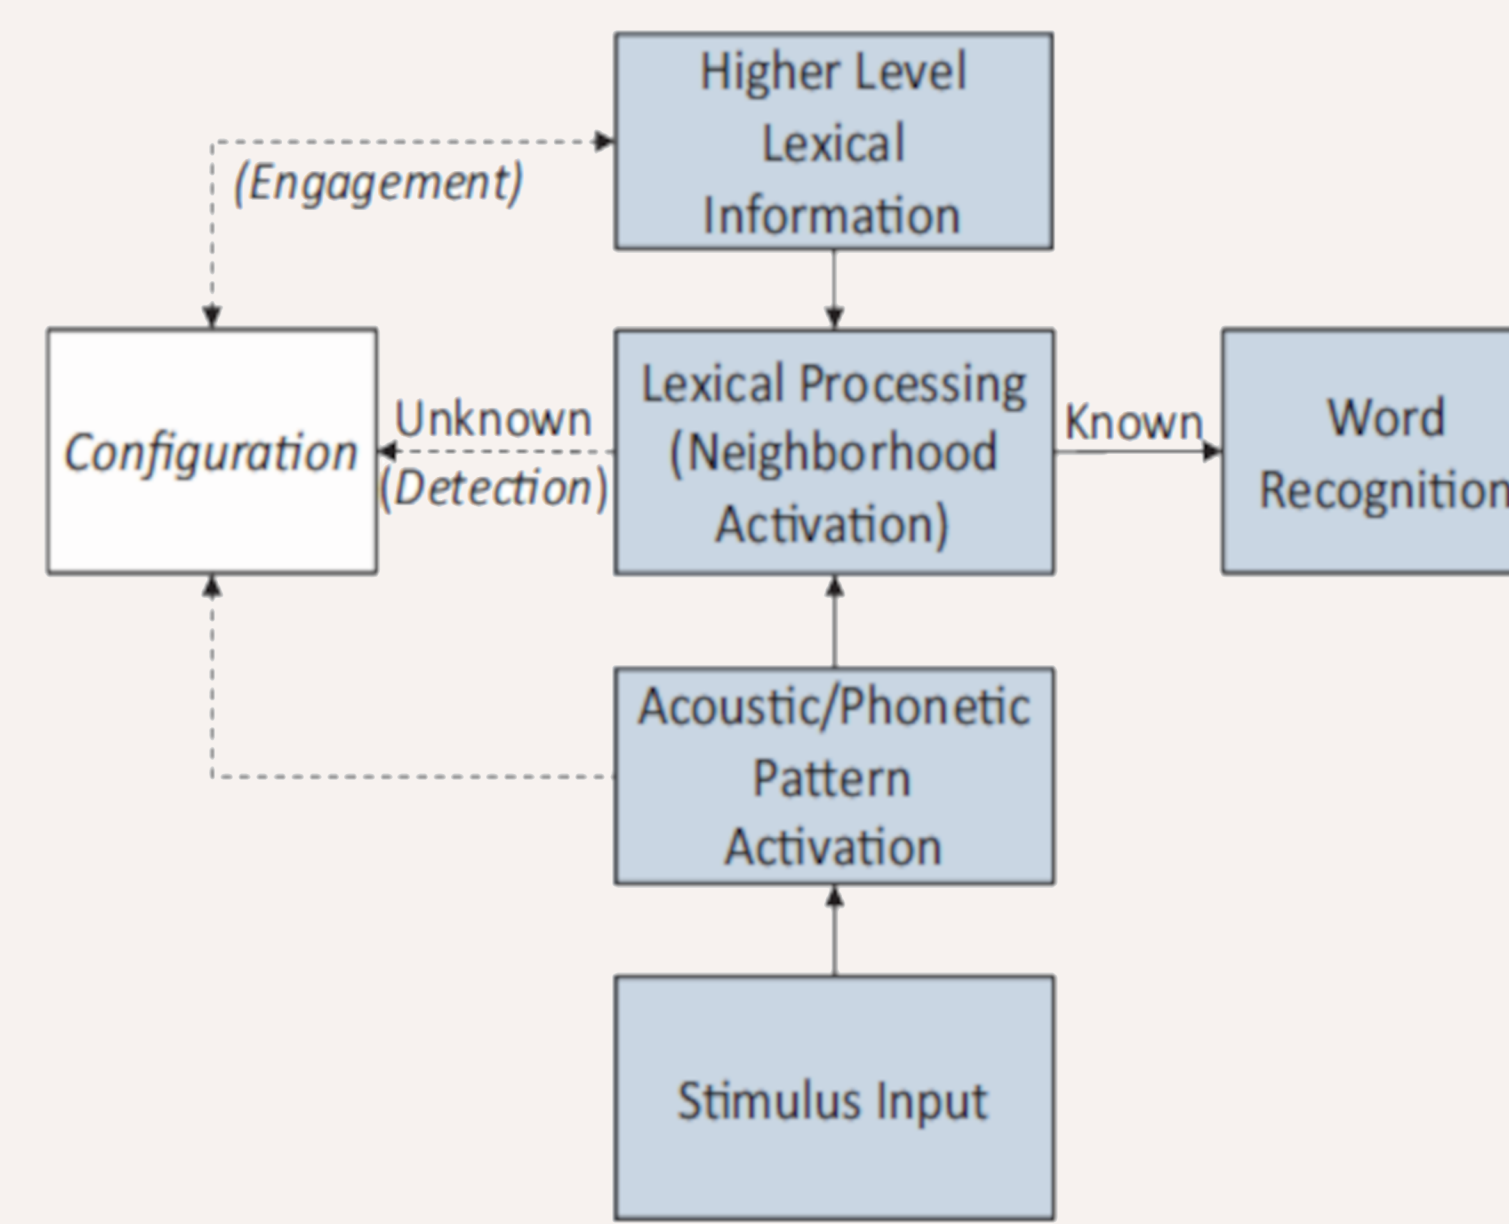 Higher Level
Lexical
Information
(Engagement)
Configuration
Unknown
(Detection)
Lexical Processing
(Neighborhood
Activation)
Known
Word
Recognition
Acoustic/Phonetic
Pattern
Activation
Stimulus Input